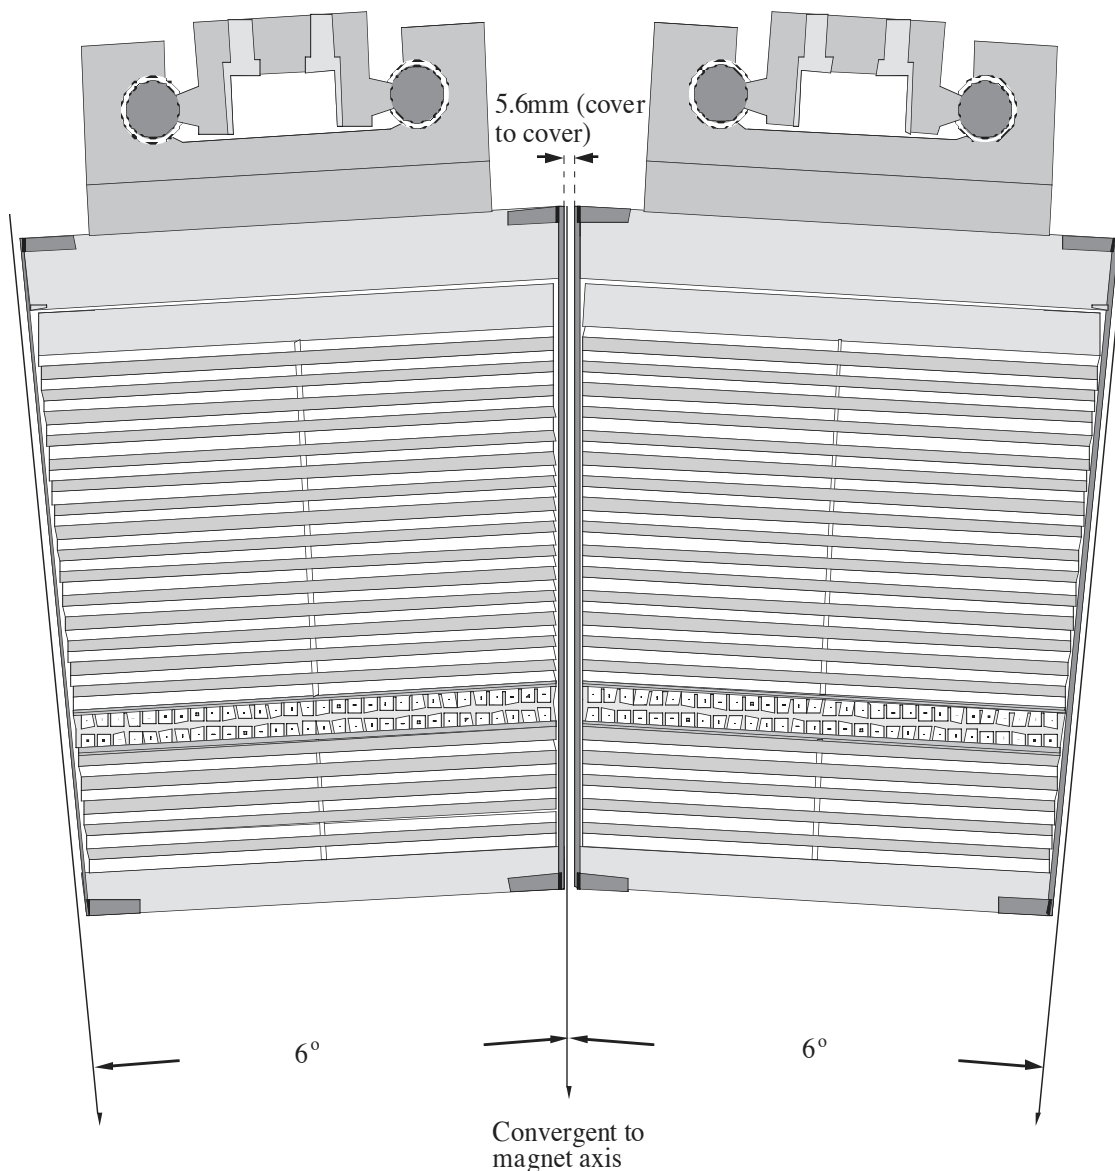 5.6mm (cover
to cover)
6°
6°
Convergent to
magnet axis